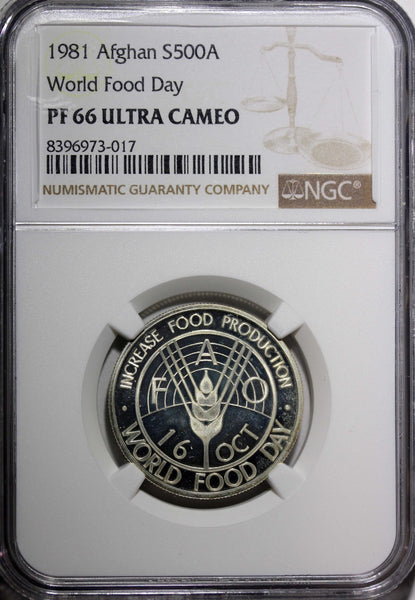 1981 Afghan S500A
World Food Day
PF 66 ULTRA CAMEO
8396973-017
NUMISMATIC GUARANTY COMPANY
NGC®
INCREASE FOOD PRODUCTION
F A O
16 OCT
· WORLD FOOD DAY ·